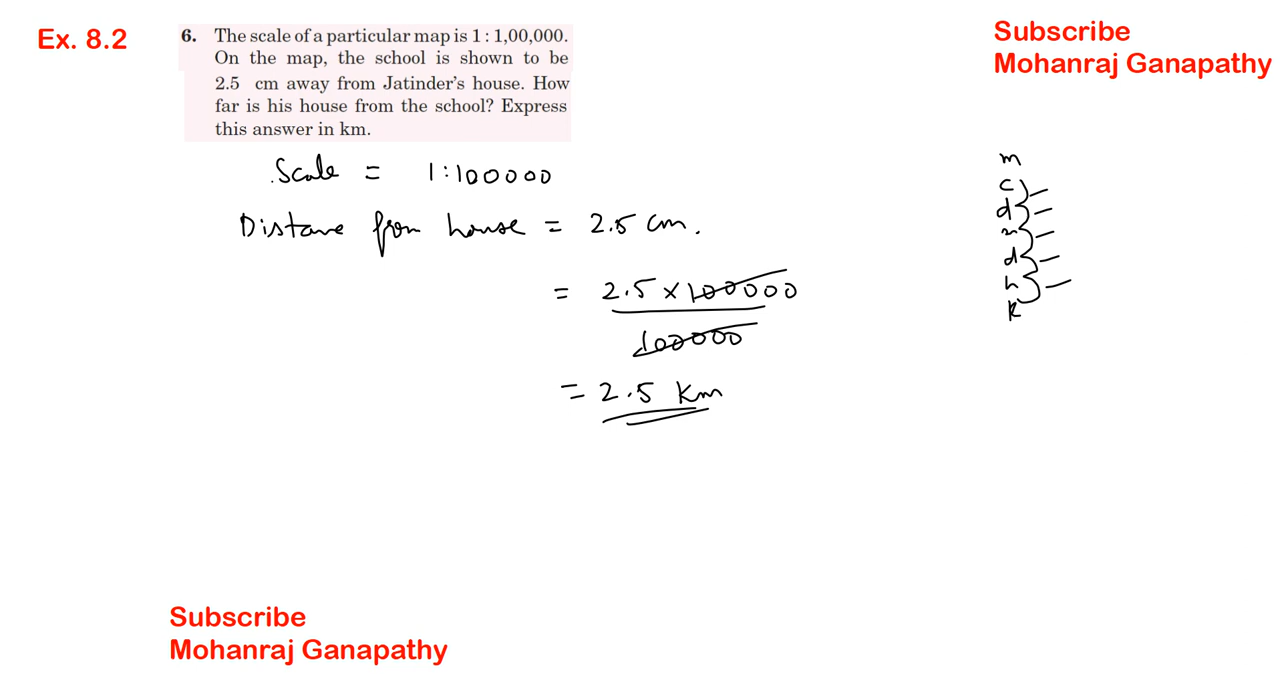 Ex. 8.2
Subscribe
Mohanraj Ganapathy
6. The scale of a particular map is 1 : 1,00,000.
On the map, the school is shown to be
2.5 cm away from Jatinder's house. How
far is his house from the school? Express
this answer in km.
Scale = 1:100000
Distance from house = 2.5 cm.
= 2.5 × 100000
100000
= 2.5 Km
m
c
d
m
d
h
k
Subscribe
Mohanraj Ganapathy